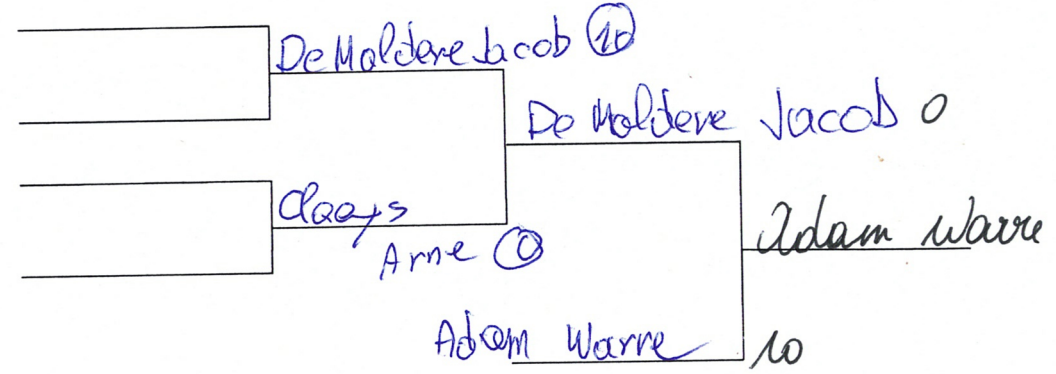 De Moldere Jacob 10
De Moldere Jacob 0
Claeys
Adam Warre
Arne 0
Adam Warre 10